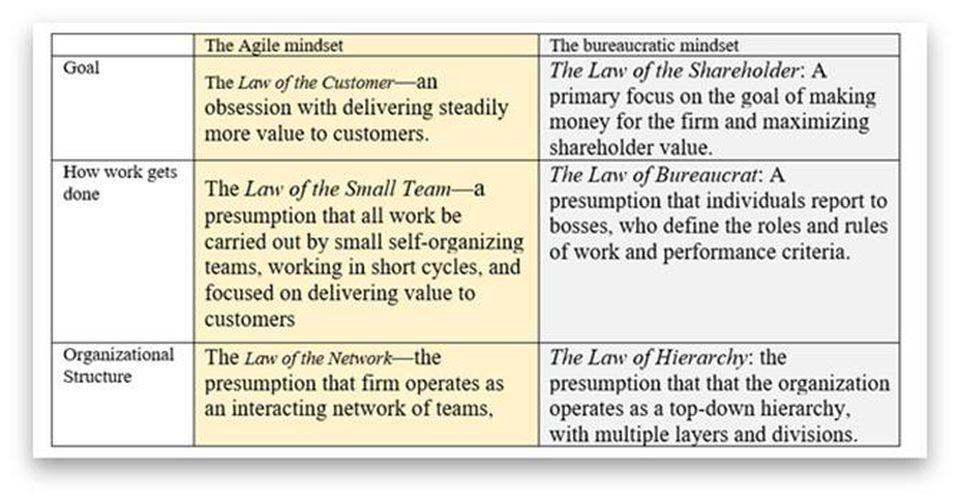 The Agile mindset
The bureaucratic mindset
Goal
The Law of the Customer—an
obsession with delivering steadily
more value to customers.
The Law of the Shareholder: A
primary focus on the goal of making
money for the firm and maximizing
shareholder value.
How work gets
done
The Law of the Small Team—a
presumption that all work be
carried out by small self-organizing
teams, working in short cycles, and
focused on delivering value to
customers
The Law of Bureaucrat: A
presumption that individuals report to
bosses, who define the roles and rules
of work and performance criteria.
Organizational
Structure
The Law of the Network—the
presumption that firm operates as
an interacting network of teams,
The Law of Hierarchy: the
presumption that that the organization
operates as a top-down hierarchy,
with multiple layers and divisions.